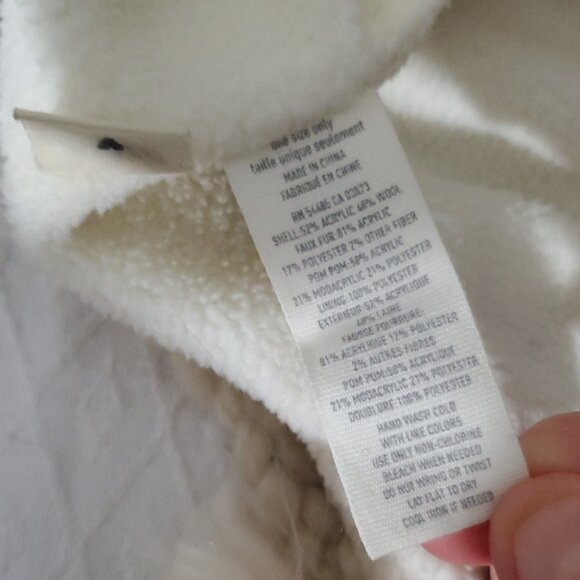 one size only
taille unique seulement
MADE IN CHINA
FABRIQUE EN CHINE
RN 54485 CA 03073
SHELL:52% ACRYLIC 48% WOOL
FAUX FUR:81% ACRYLIC
17% POLYESTER 2% OTHER FIBER
POM POM:58% ACRYLIC
21% MODACRYLIC 21% POLYESTER
LINING:100% POLYESTER
EXTÉRIEUR 52% ACRYLIQUE
48% LAINE
FAUSSE FOURRURE:
81% ACRYLIQUE 17% POLYESTER
2% AUTRES FIBRES
POM POM:58% ACRYLIQUE
21% MODACRYLIQUE 21% POLYESTER
DOUBLURE:100% POLYESTER
HAND WASH COLD
WITH LIKE COLORS
USE ONLY NON-CHLORINE
BLEACH WHEN NEEDED
DO NOT WRING OR TWIST
LAY FLAT TO DRY
COOL IRON IF NEEDED